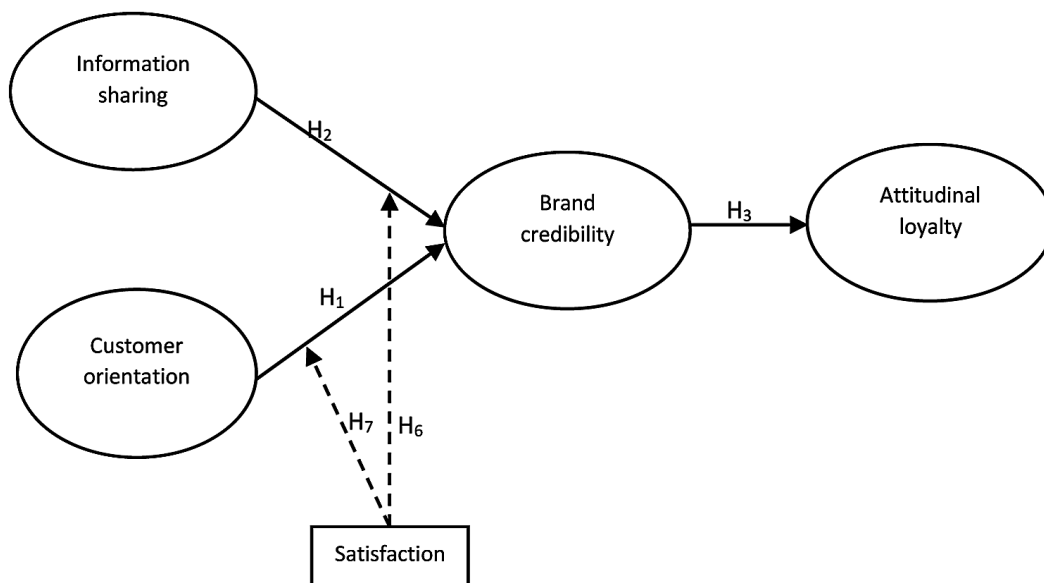 Information
sharing
H₂
Brand
credibility
H₃
Attitudinal
loyalty
H₁
Customer
orientation
H₇
H₆
Satisfaction